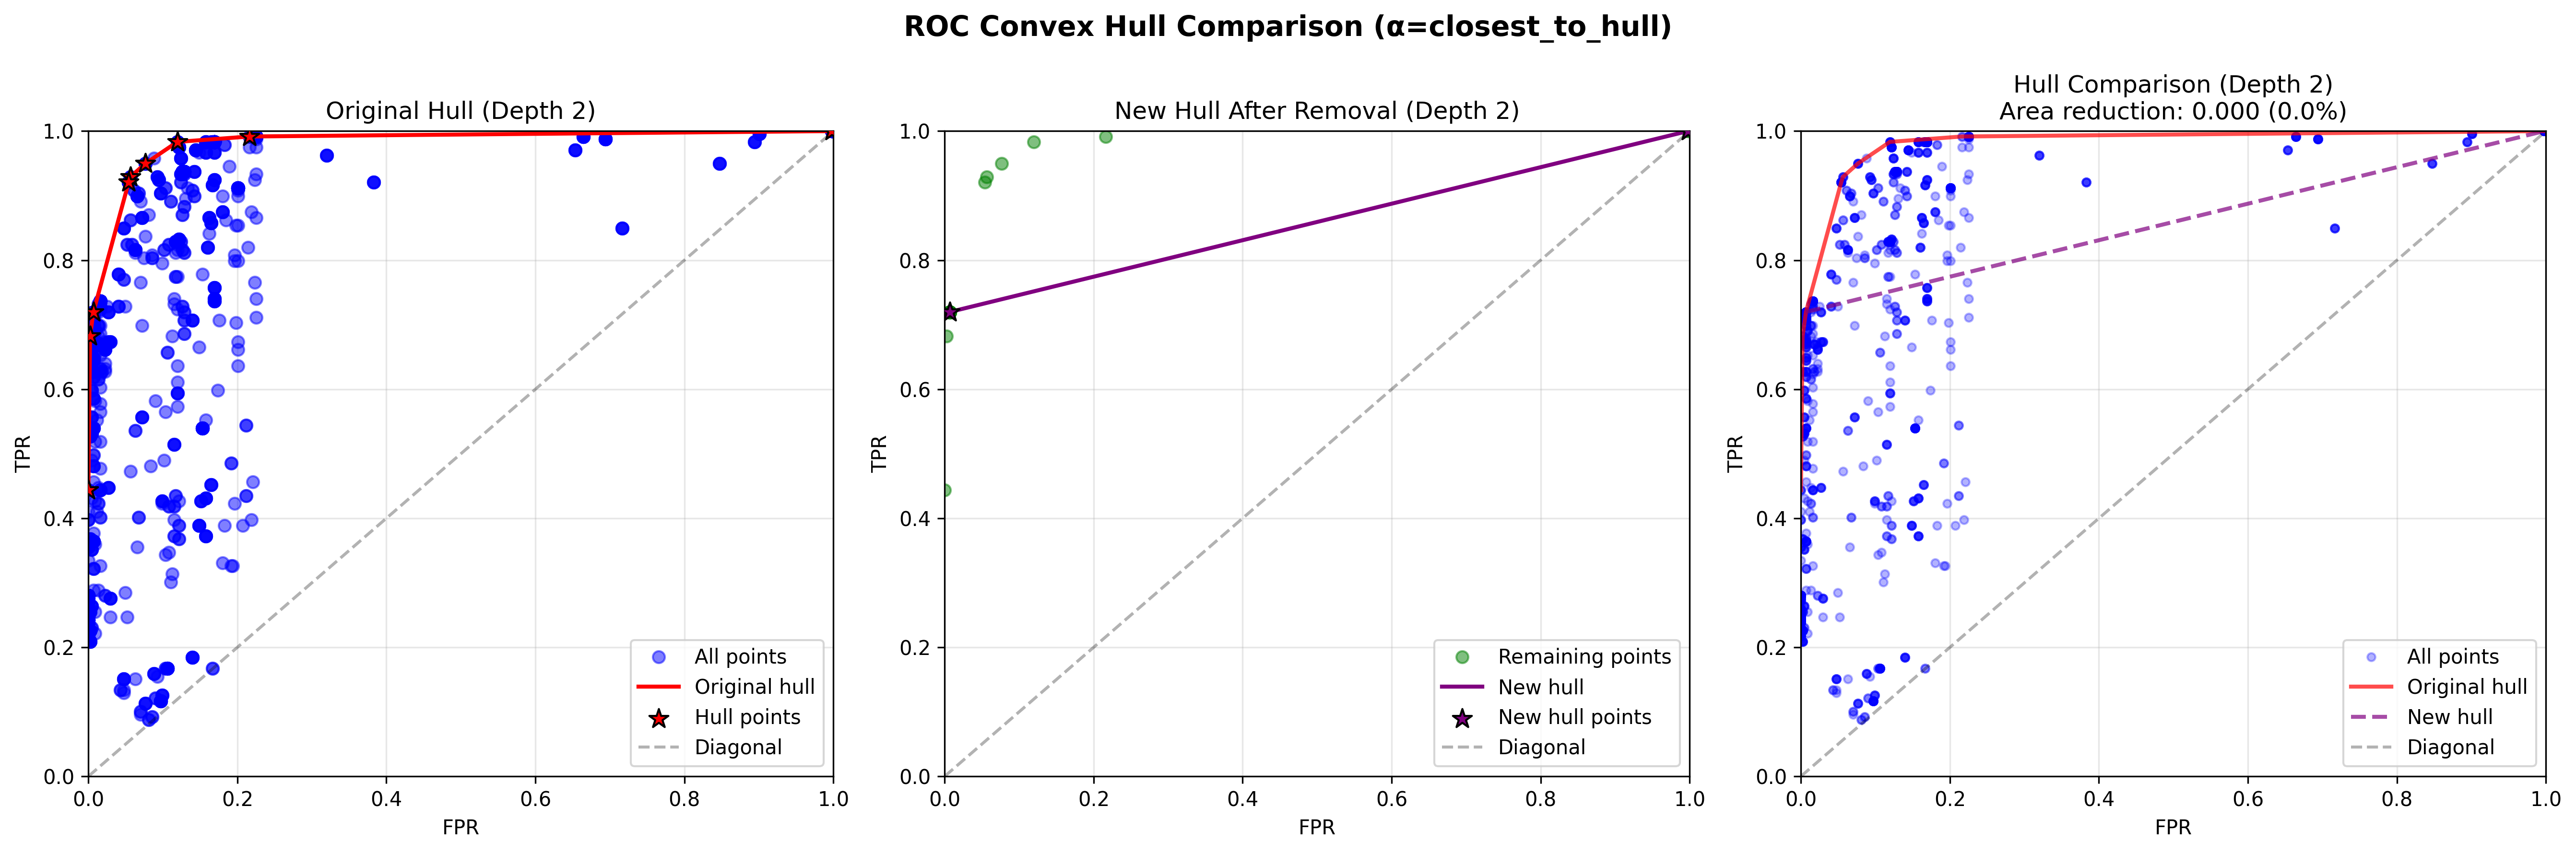 ROC Convex Hull Comparison (α=closest_to_hull)
Original Hull (Depth 2)
1.0
0.8
0.6
0.4
0.2
0.0
TPR
0.0 0.2 0.4 0.6 0.8 1.0
FPR
All points
Original hull
Hull points
Diagonal
New Hull After Removal (Depth 2)
1.0
0.8
0.6
0.4
0.2
0.0
TPR
0.0 0.2 0.4 0.6 0.8 1.0
FPR
Remaining points
New hull
New hull points
Diagonal
Hull Comparison (Depth 2)
Area reduction: 0.000 (0.0%)
1.0
0.8
0.6
0.4
0.2
0.0
TPR
0.0 0.2 0.4 0.6 0.8 1.0
FPR
All points
Original hull
New hull
Diagonal